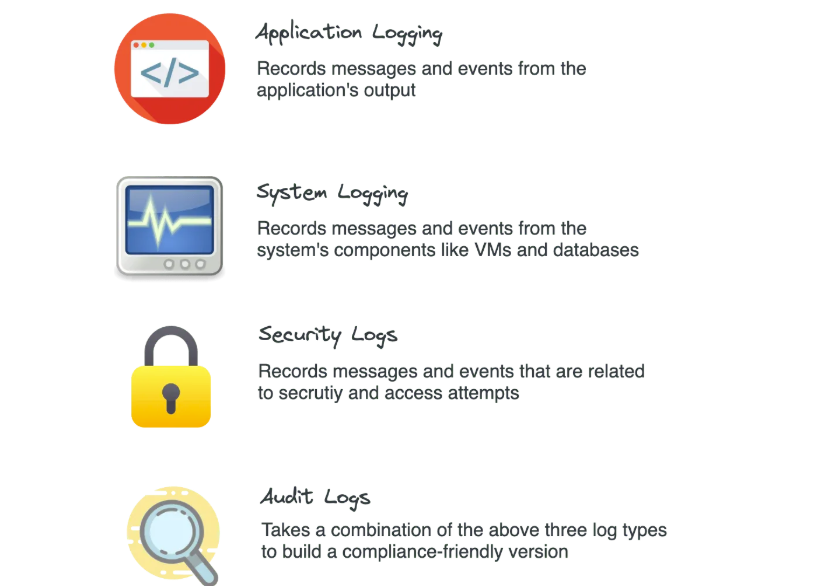 Application Logging
Records messages and events from the
application's output
System Logging
Records messages and events from the
system's components like VMs and databases
Security Logs
Records messages and events that are related
to secrutiy and access attempts
Audit Logs
Takes a combination of the above three log types
to build a compliance-friendly version